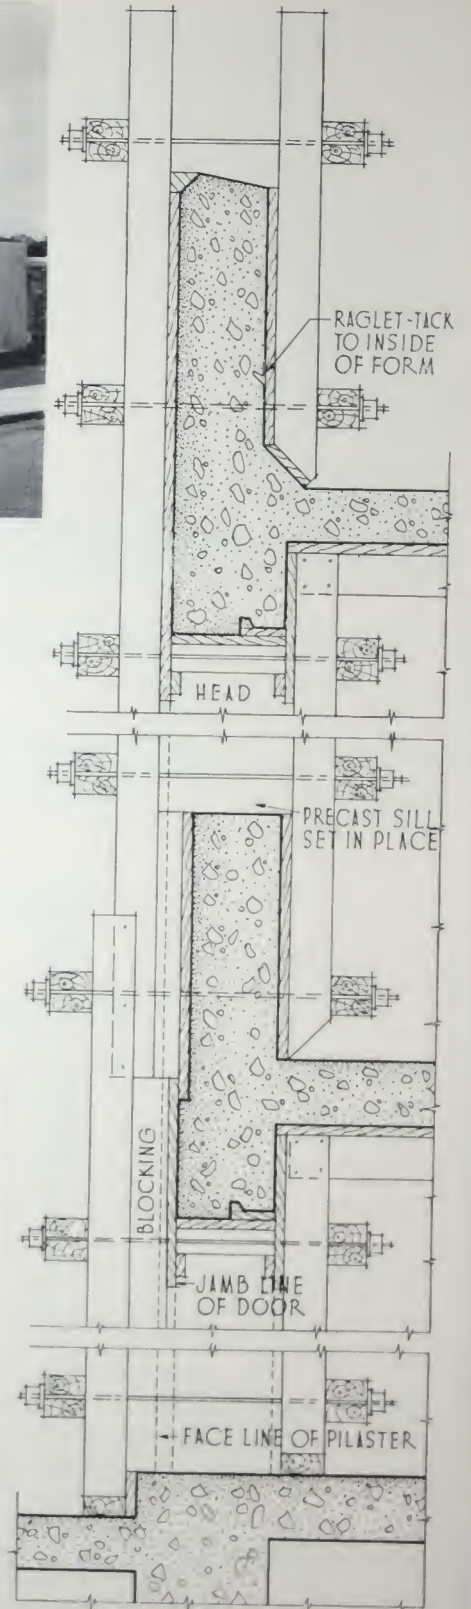 RAGLET-TACK
TO INSIDE
OF FORM
HEAD
PRECAST SILL
SET IN PLACE
BLOCKING
JAMB LINE
OF DOOR
FACE LINE OF PILASTER